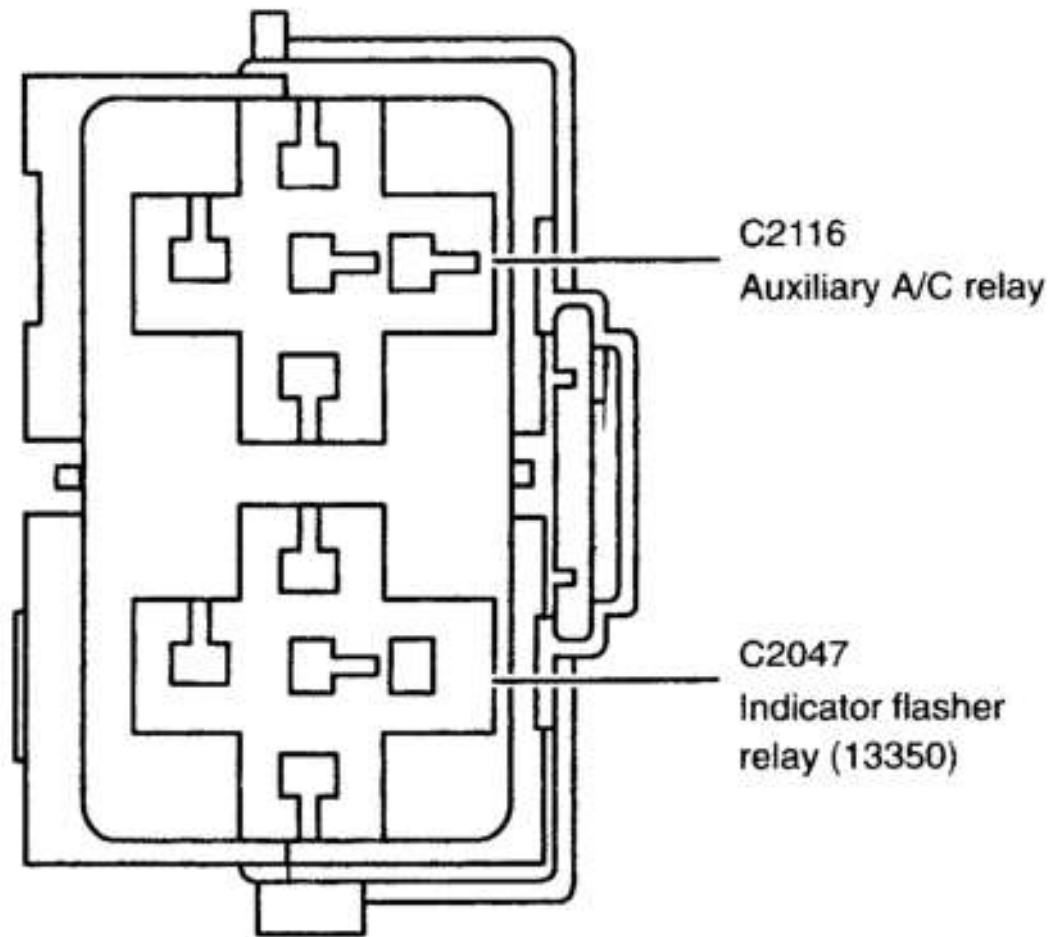 C2116
Auxiliary A/C relay
C2047
Indicator flasher
relay (13350)